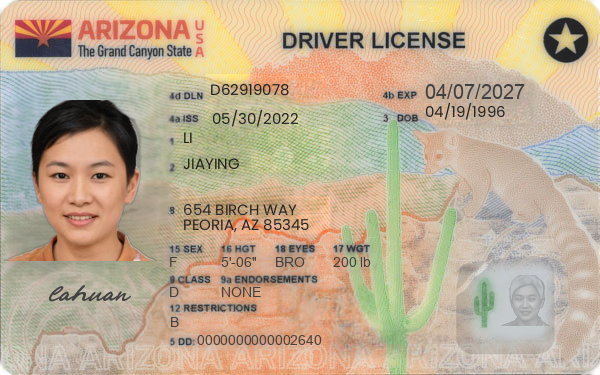 ARIZONA USA
The Grand Canyon State
DRIVER LICENSE
4d DLN D62919078
4b EXP 04/07/2027
4a ISS 05/30/2022
3 DOB 04/19/1996
1 LI
2 JIAYING
8 654 BIRCH WAY
PEORIA, AZ 85345
15 SEX 16 HGT 18 EYES 17 WGT
F 5'-06" BRO 200 lb
9 CLASS 9a ENDORSEMENTS
D NONE
12 RESTRICTIONS
B
5 DD: 0000000000002640
Cahuan
ARIZONA ARIZONA ARIZONA ARIZONA